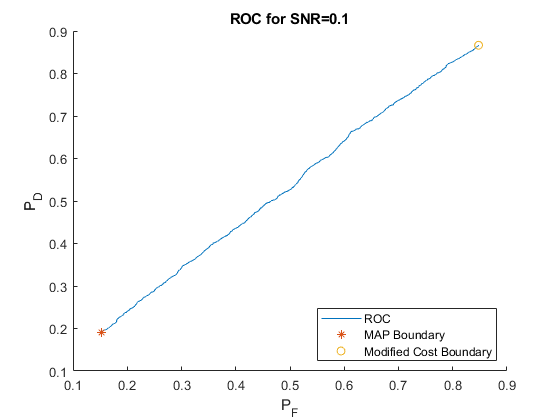 ROC for SNR=0.1
0.9
0.8
0.7
0.6
0.5
0.4
0.3
0.2
0.1
P_D
ROC
MAP Boundary
Modified Cost Boundary
0.1 0.2 0.3 0.4 0.5 0.6 0.7 0.8 0.9
P_F